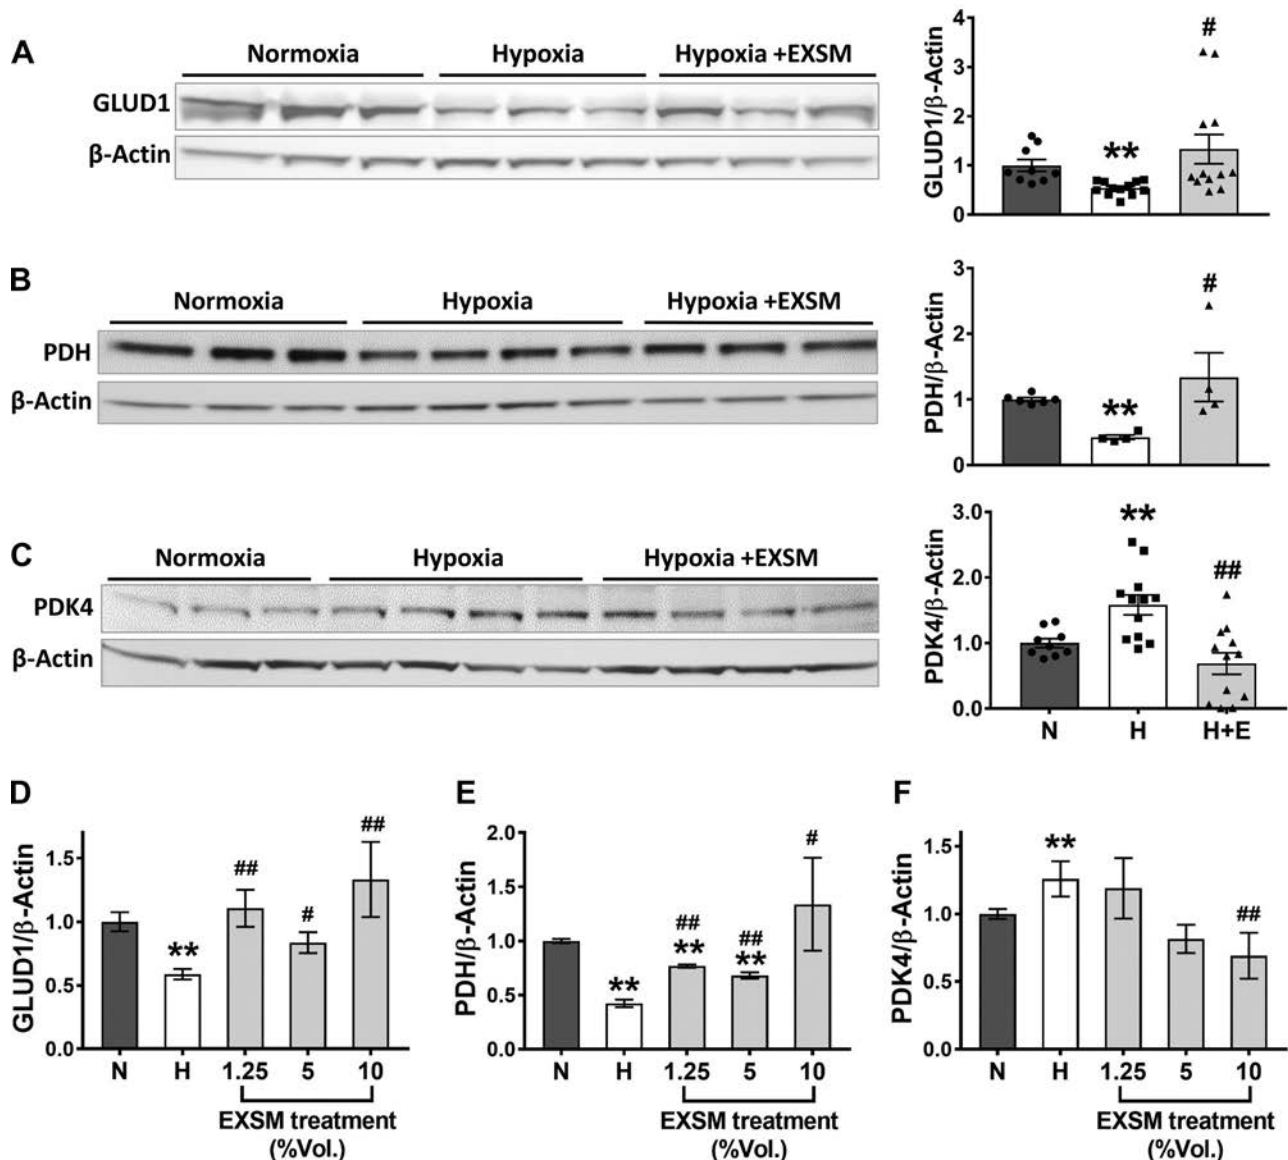 A
Normoxia
Hypoxia
Hypoxia +EXSM
GLUD1
β-Actin
GLUD1/β-Actin
4
3
2
1
0
**
#
B
Normoxia
Hypoxia
Hypoxia +EXSM
PDH
β-Actin
PDH/β-Actin
3
2
1
0
**
#
C
Normoxia
Hypoxia
Hypoxia +EXSM
PDK4
β-Actin
PDK4/β-Actin
3.0
2.0
1.0
0.0
**
##
N H H+E
D
GLUD1/β-Actin
1.5
1.0
0.5
0.0
**
##
#
##
N H 1.25 5 10
EXSM treatment
(%Vol.)
E
PDH/β-Actin
2.0
1.5
1.0
0.5
0.0
**
##
**
##
**
#
N H 1.25 5 10
EXSM treatment
(%Vol.)
F
PDK4/β-Actin
1.5
1.0
0.5
0.0
**
##
N H 1.25 5 10
EXSM treatment
(%Vol.)